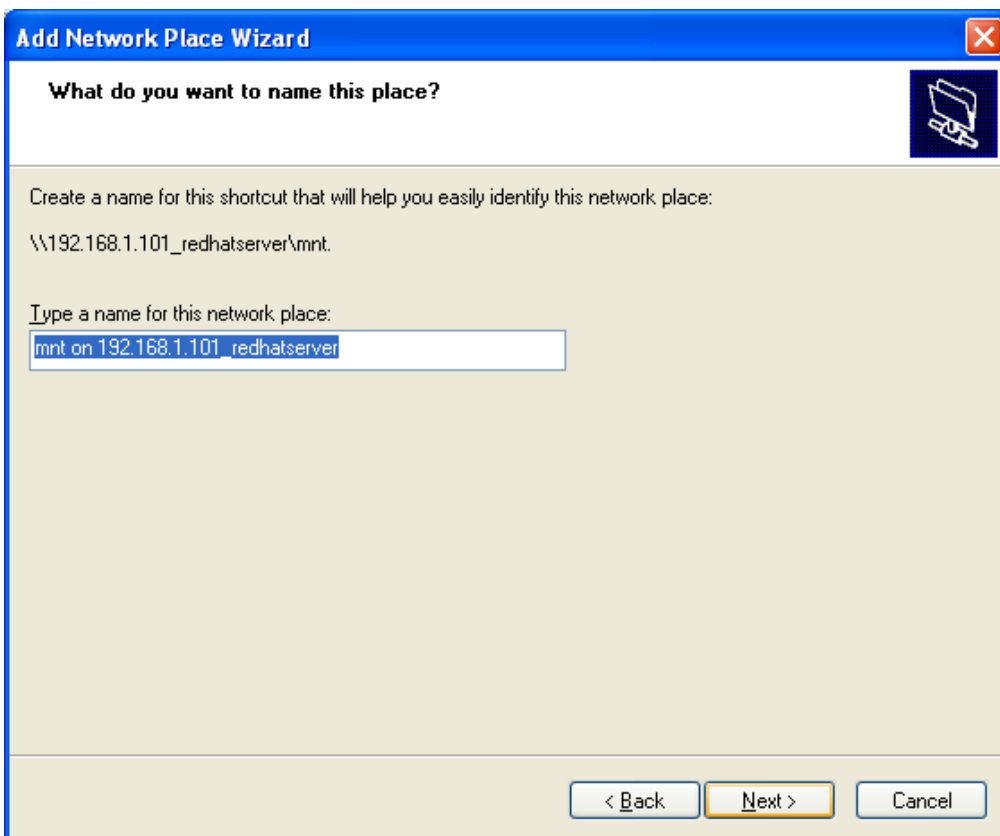 Add Network Place Wizard
What do you want to name this place?
Create a name for this shortcut that will help you easily identify this network place:
\\192.168.1.101_redhatserver\mnt.
Type a name for this network place:
mnt on 192.168.1.101_redhatserver
< Back
Next >
Cancel